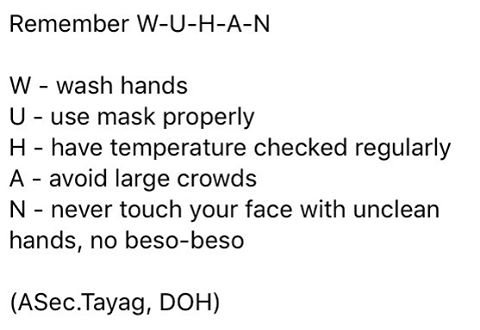 Remember W-U-H-A-N
W - wash hands
U - use mask properly
H - have temperature checked regularly
A - avoid large crowds
N - never touch your face with unclean
hands, no beso-beso
(ASec.Tayag, DOH)